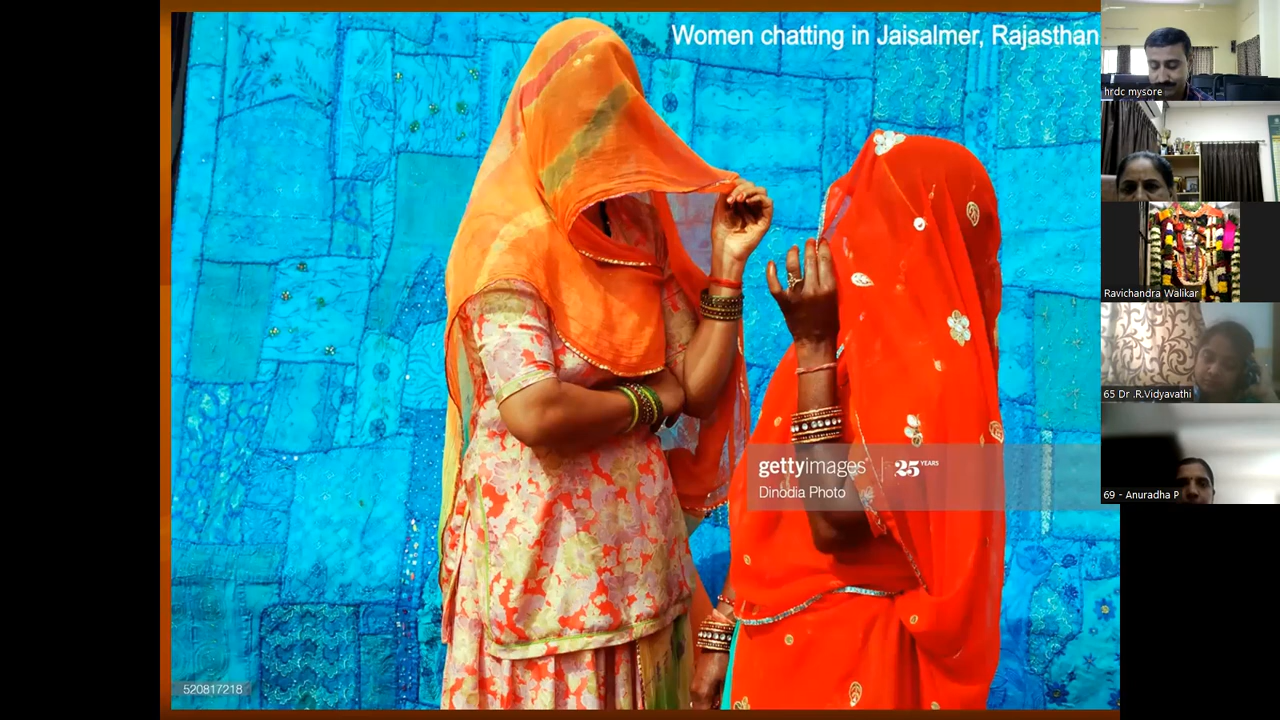 Women chatting in Jaisalmer, Rajasthan
hrdc mysore
Ravichandra Walikar
65 Dr .R.Vidyavathi
gettyimages 25 YEARS
Dinodia Photo
69 - Anuradha P
520817218